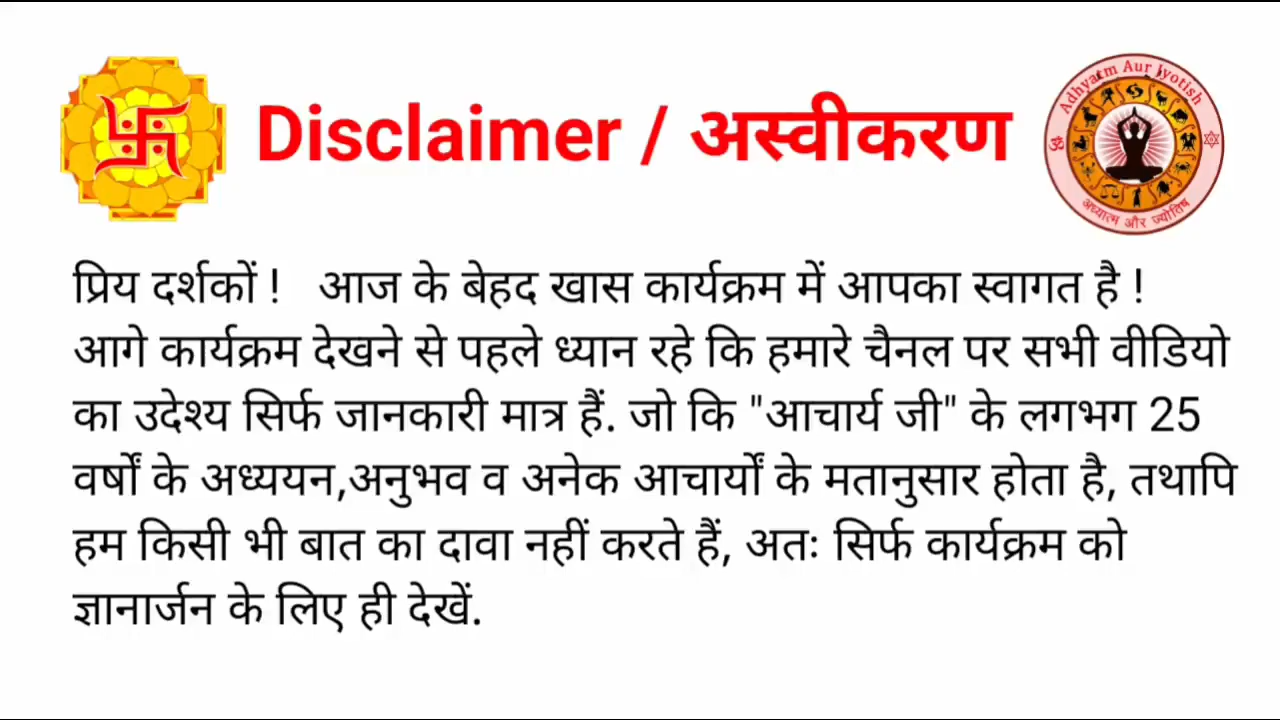 Disclaimer / अस्वीकरण
Adhyatm Aur Jyotish
ॐ
अध्यात्म और ज्योतिष
प्रिय दर्शकों ! आज के बेहद खास कार्यक्रम में आपका स्वागत है !
आगे कार्यक्रम देखने से पहले ध्यान रहे कि हमारे चैनल पर सभी वीडियो
का उदेश्य सिर्फ जानकारी मात्र हैं. जो कि "आचार्य जी" के लगभग 25
वर्षों के अध्ययन,अनुभव व अनेक आचार्यों के मतानुसार होता है, तथापि
हम किसी भी बात का दावा नहीं करते हैं, अतः सिर्फ कार्यक्रम को
ज्ञानार्जन के लिए ही देखें.